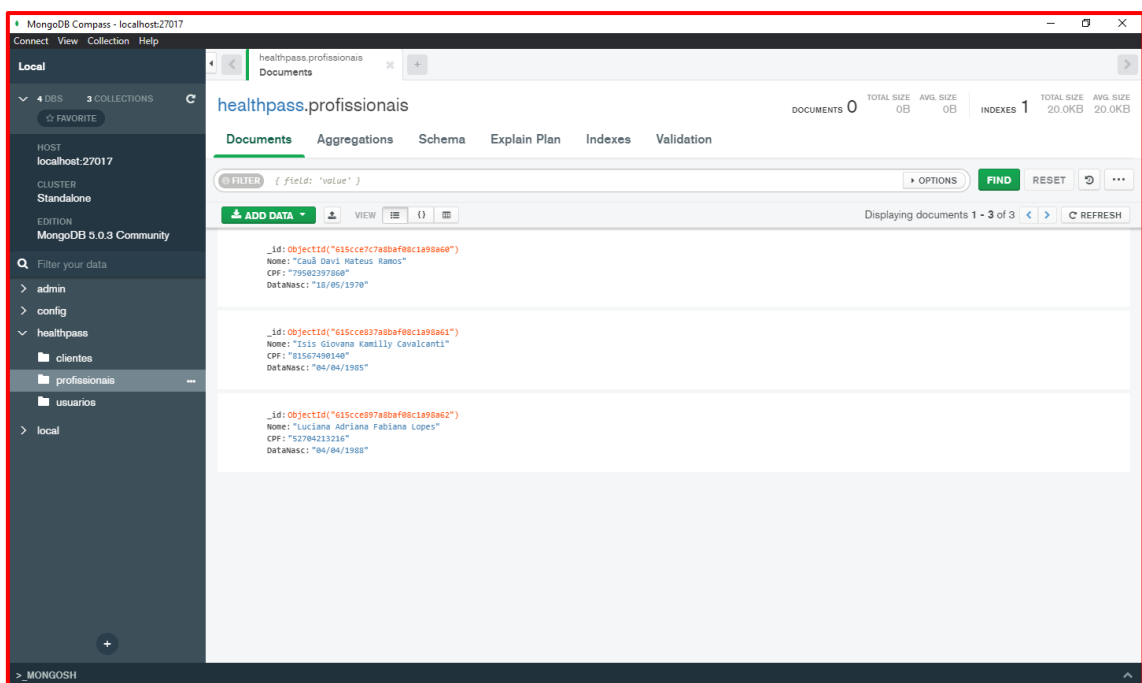 MongoDB Compass - localhost:27017
Connect View Collection Help
Local
4 DBS 3 COLLECTIONS
☆ FAVORITE
HOST
localhost:27017
CLUSTER
Standalone
EDITION
MongoDB 5.0.3 Community
Filter your data
admin
config
healthpass
clientes
profissionais
usuarios
local
>_MONGOSH
healthpass.profissionais
Documents
healthpass.profissionais
DOCUMENTS 0 TOTAL SIZE 0B AVG. SIZE 0B INDEXES 1 TOTAL SIZE 20.0KB AVG. SIZE 20.0KB
Documents Aggregations Schema Explain Plan Indexes Validation
FILTER { field: 'value' } OPTIONS FIND RESET ...
ADD DATA VIEW {} Displaying documents 1 - 3 of 3 < > REFRESH
_id: ObjectId("615cce7c7a8baf08c1a98a60")
Nome: "Cauã Davi Mateus Ramos"
CPF: "79502397860"
DataNasc: "18/05/1970"
_id: ObjectId("615cce837a8baf08c1a98a61")
Nome: "Isis Giovana Kamilly Cavalcanti"
CPF: "81567490140"
DataNasc: "04/04/1985"
_id: ObjectId("615cce897a8baf08c1a98a62")
Nome: "Luciana Adriana Fabiana Lopes"
CPF: "52704213216"
DataNasc: "04/04/1988"